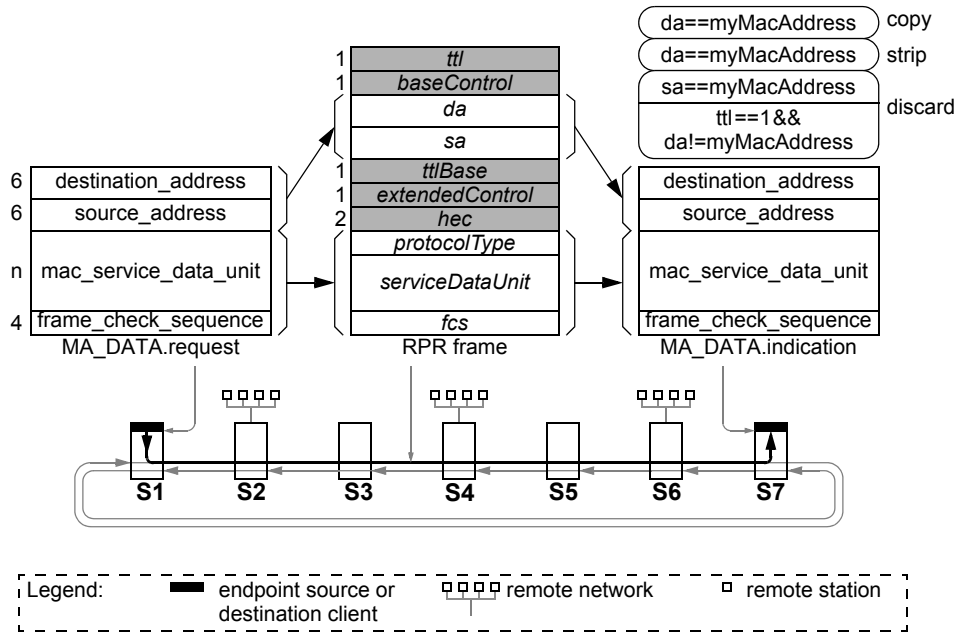 da==myMacAddress copy
da==myMacAddress strip
sa==myMacAddress
discard
ttl==1&&
da!=myMacAddress
1 ttl
1 baseControl
da
sa
1 ttlBase
1 extendedControl
2 hec
protocolType
serviceDataUnit
fcs
RPR frame
6 destination_address
6 source_address
n mac_service_data_unit
4 frame_check_sequence
MA_DATA.request
destination_address
source_address
mac_service_data_unit
frame_check_sequence
MA_DATA.indication
S1 S2 S3 S4 S5 S6 S7
Legend: endpoint source or remote network remote station
destination client